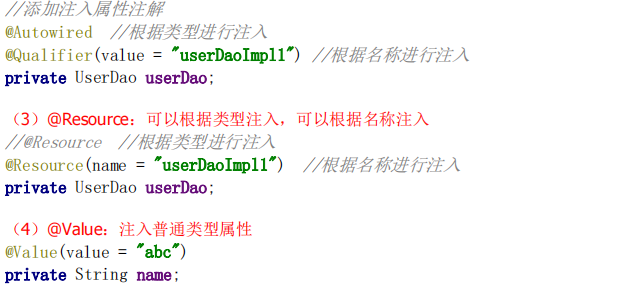 //添加注入属性注解
@Autowired  //根据类型进行注入
@Qualifier(value = "userDaoImpl1") //根据名称进行注入
private UserDao userDao;
（3）@Resource：可以根据类型注入，可以根据名称注入
//@Resource  //根据类型进行注入
@Resource(name = "userDaoImpl1")  //根据名称进行注入
private UserDao userDao;
（4）@Value：注入普通类型属性
@Value(value = "abc")
private String name;